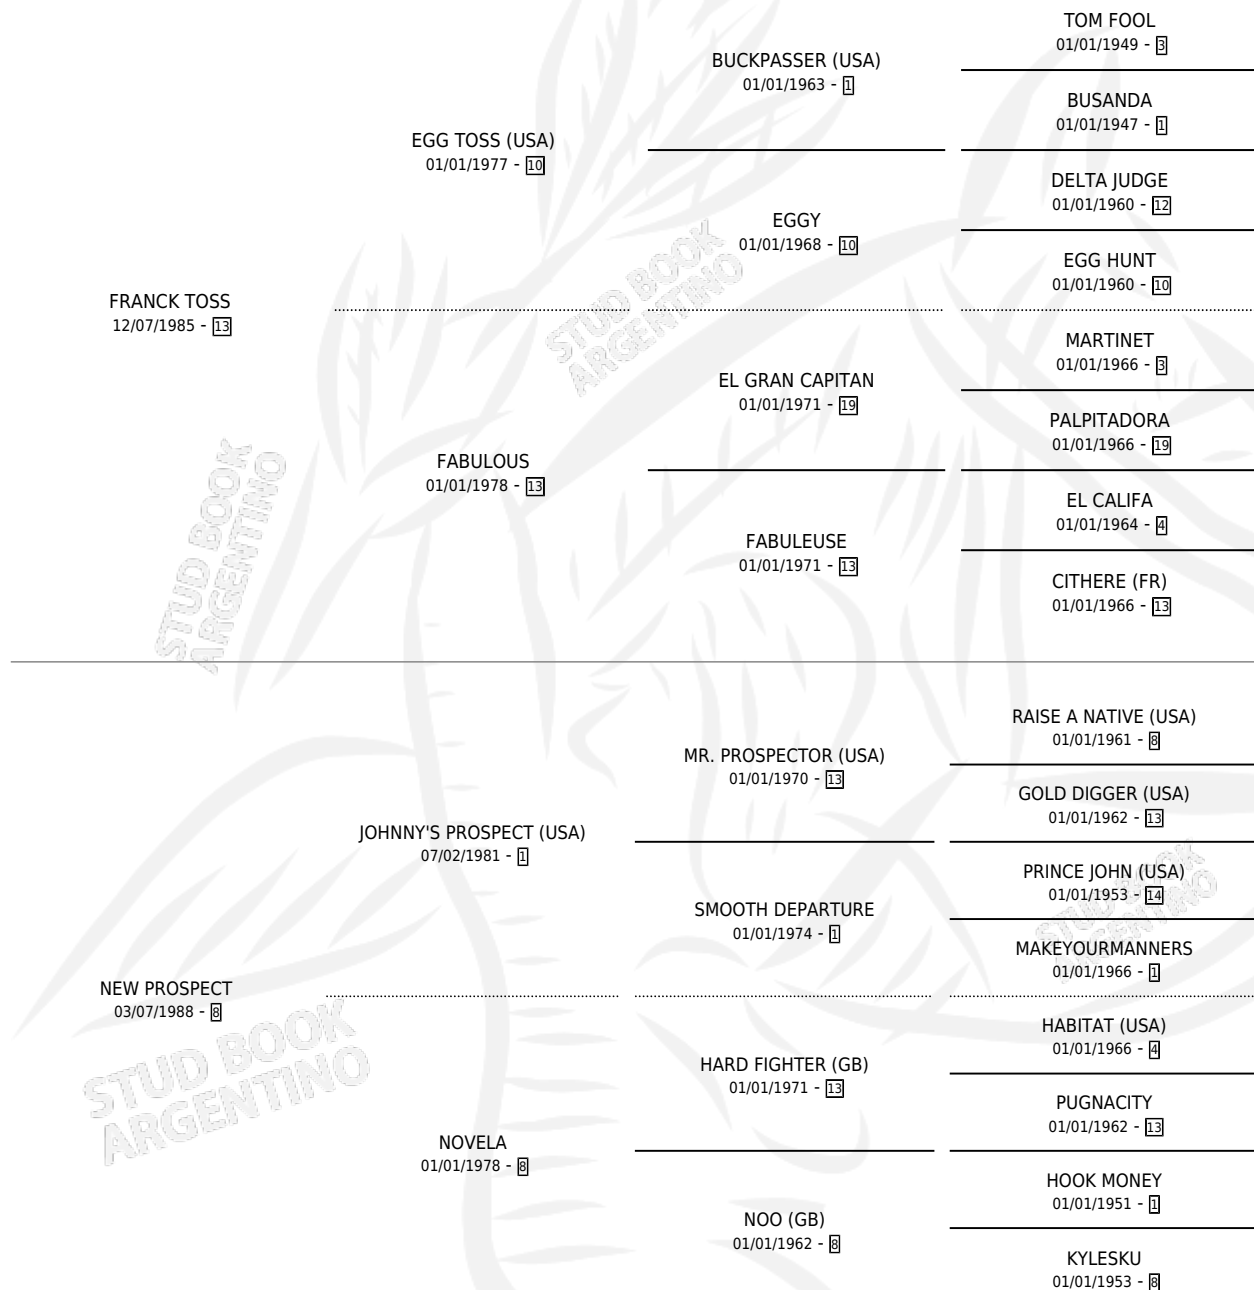 TOM FOOL
01/01/1949 - 3
BUCKPASSER (USA)
01/01/1963 - 1
BUSANDA
01/01/1947 - 1
EGG TOSS (USA)
01/01/1977 - 10
DELTA JUDGE
01/01/1960 - 12
EGGY
01/01/1968 - 10
EGG HUNT
01/01/1960 - 10
FRANCK TOSS
12/07/1985 - 13
MARTINET
01/01/1966 - 3
EL GRAN CAPITAN
01/01/1971 - 19
PALPITADORA
01/01/1966 - 19
FABULOUS
01/01/1978 - 13
EL CALIFA
01/01/1964 - 4
FABULEUSE
01/01/1971 - 13
CITHERE (FR)
01/01/1966 - 13
RAISE A NATIVE (USA)
01/01/1961 - 8
MR. PROSPECTOR (USA)
01/01/1970 - 13
GOLD DIGGER (USA)
01/01/1962 - 13
JOHNNY'S PROSPECT (USA)
07/02/1981 - 1
PRINCE JOHN (USA)
01/01/1953 - 14
SMOOTH DEPARTURE
01/01/1974 - 1
MAKEYOURMANNERS
01/01/1966 - 1
NEW PROSPECT
03/07/1988 - 8
HABITAT (USA)
01/01/1966 - 4
HARD FIGHTER (GB)
01/01/1971 - 13
PUGNACITY
01/01/1962 - 13
NOVELA
01/01/1978 - 8
HOOK MONEY
01/01/1951 - 1
NOO (GB)
01/01/1962 - 8
KYLESKU
01/01/1953 - 8
STUD BOOK
ARGENTINO
STUD BOOK
ARGENTINO
STUD BOOK
ARGENTINO
STUD BOOK
ARGENTINO